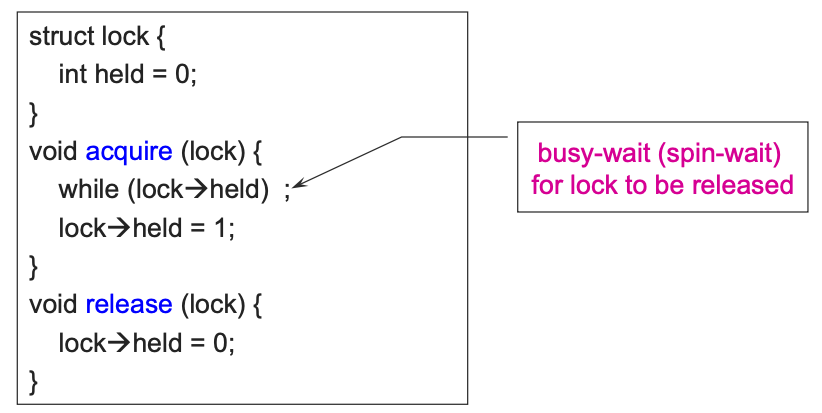 struct lock {
int held = 0;
}
void acquire (lock) {
while (lock→held) ;
lock→held = 1;
}
void release (lock) {
lock→held = 0;
}
busy-wait (spin-wait)
for lock to be released